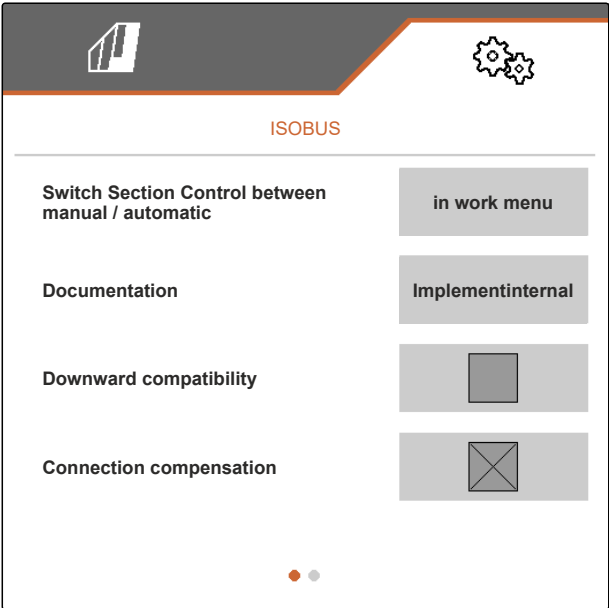 ISOBUS
Switch Section Control between
manual / automatic
in work menu
Documentation
Implementinternal
Downward compatibility
Connection compensation